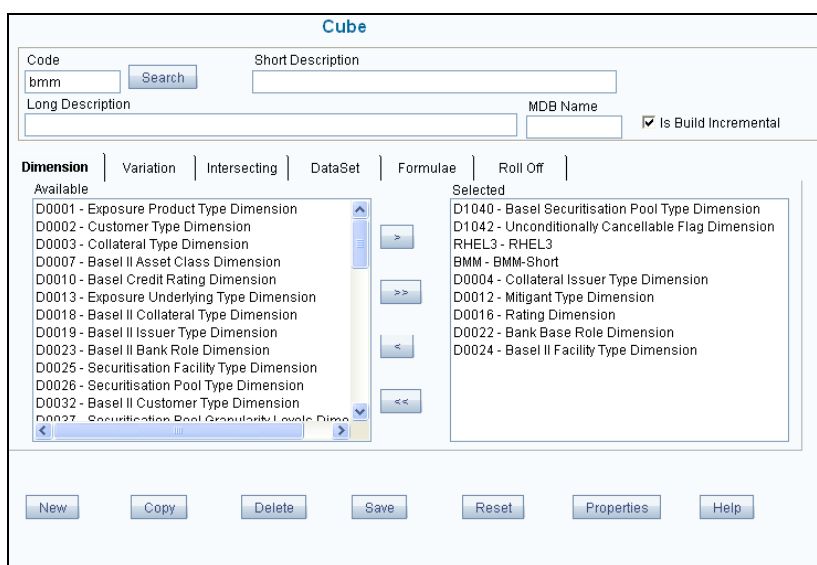 Cube
Code Short Description
bmm Search
Long Description MDB Name
Is Build Incremental
Dimension Variation Intersecting DataSet Formulae Roll Off
Available
D0001 - Exposure Product Type Dimension
D0002 - Customer Type Dimension
D0003 - Collateral Type Dimension
D0007 - Basel II Asset Class Dimension
D0010 - Basel Credit Rating Dimension
D0013 - Exposure Underlying Type Dimension
D0018 - Basel II Collateral Type Dimension
D0019 - Basel II Issuer Type Dimension
D0023 - Basel II Bank Role Dimension
D0025 - Securitisation Facility Type Dimension
D0026 - Securitisation Pool Type Dimension
D0032 - Basel II Customer Type Dimension
D0037 - Securitisation Pool Granularity Levels Dime
>
>>
<
<<
Selected
D1040 - Basel Securitisation Pool Type Dimension
D1042 - Unconditionally Cancellable Flag Dimension
RHEL3 - RHEL3
BMM - BMM-Short
D0004 - Collateral Issuer Type Dimension
D0012 - Mitigant Type Dimension
D0016 - Rating Dimension
D0022 - Bank Base Role Dimension
D0024 - Basel II Facility Type Dimension
New Copy Delete Save Reset Properties Help